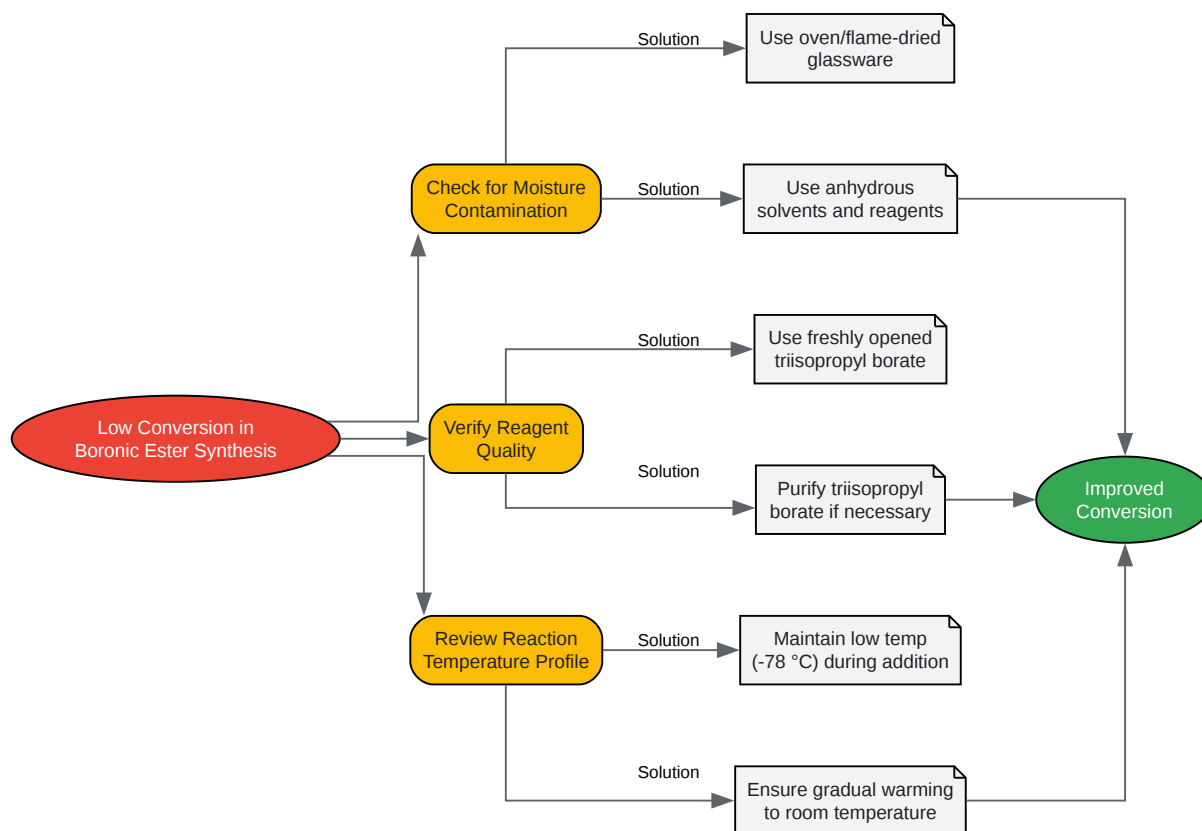 Solution
Use oven/flame-dried
glassware
Check for Moisture
Contamination
Solution
Use anhydrous
solvents and reagents
Solution
Use freshly opened
triisopropyl borate
Low Conversion in
Boronic Ester Synthesis
Verify Reagent
Quality
Solution
Purify triisopropyl
borate if necessary
Improved
Conversion
Review Reaction
Temperature Profile
Solution
Maintain low temp
(-78 °C) during addition
Solution
Ensure gradual warming
to room temperature